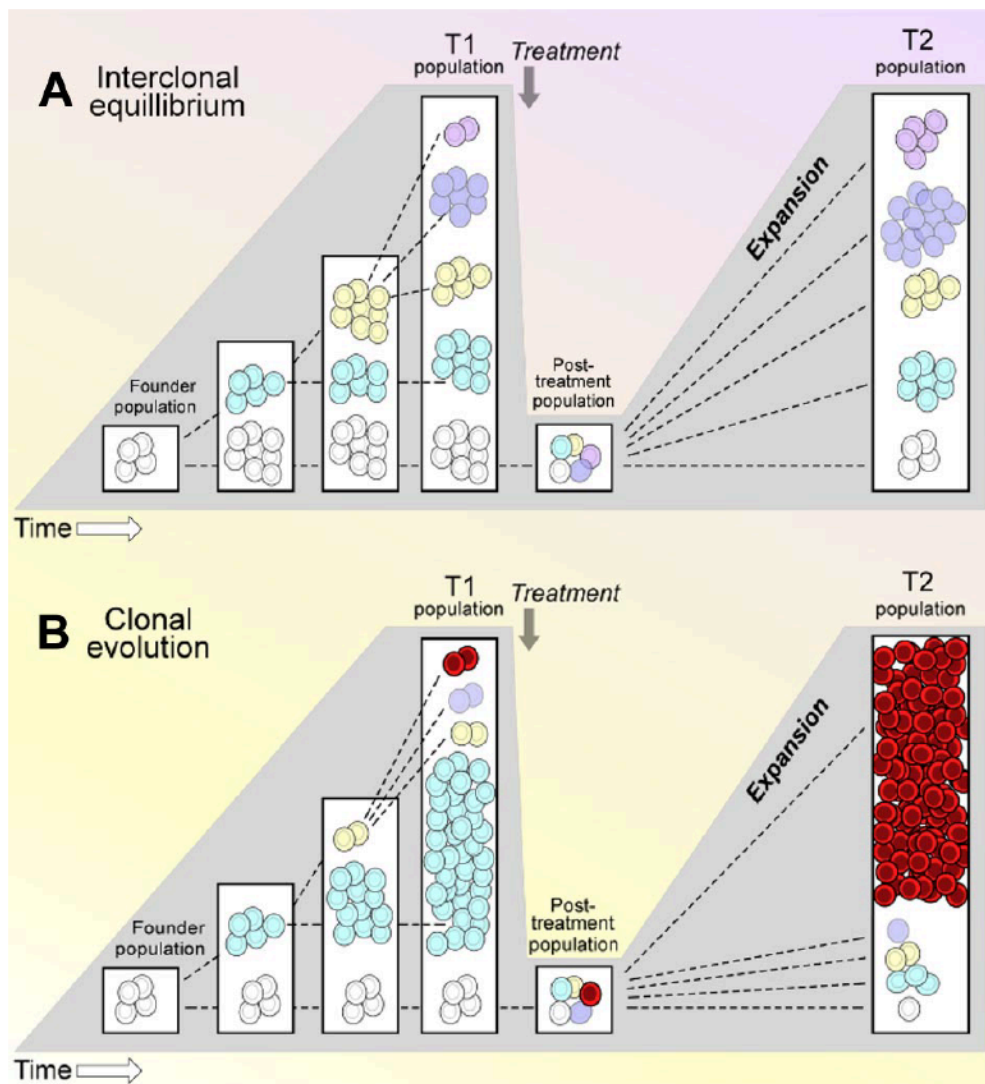 A
Interclonal
equillibrium
T1
population
Treatment
T2
population
Expansion
Founder
population
Post-
treatment
population
Time
B
Clonal
evolution
T1
population
Treatment
T2
population
Expansion
Founder
population
Post-
treatment
population
Time